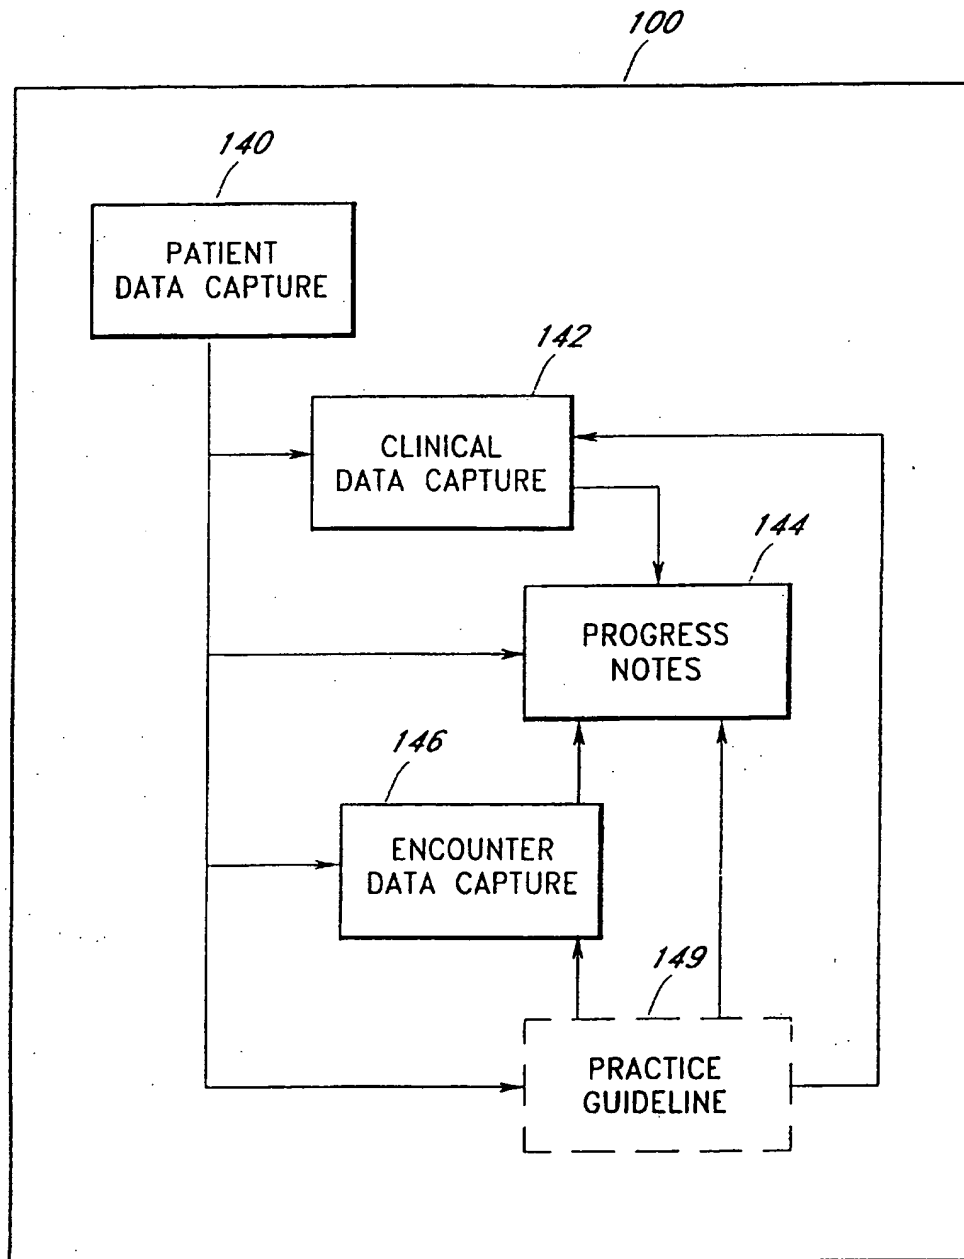 100
140
PATIENT
DATA CAPTURE
142
CLINICAL
DATA CAPTURE
144
PROGRESS
NOTES
146
ENCOUNTER
DATA CAPTURE
149
PRACTICE
GUIDELINE